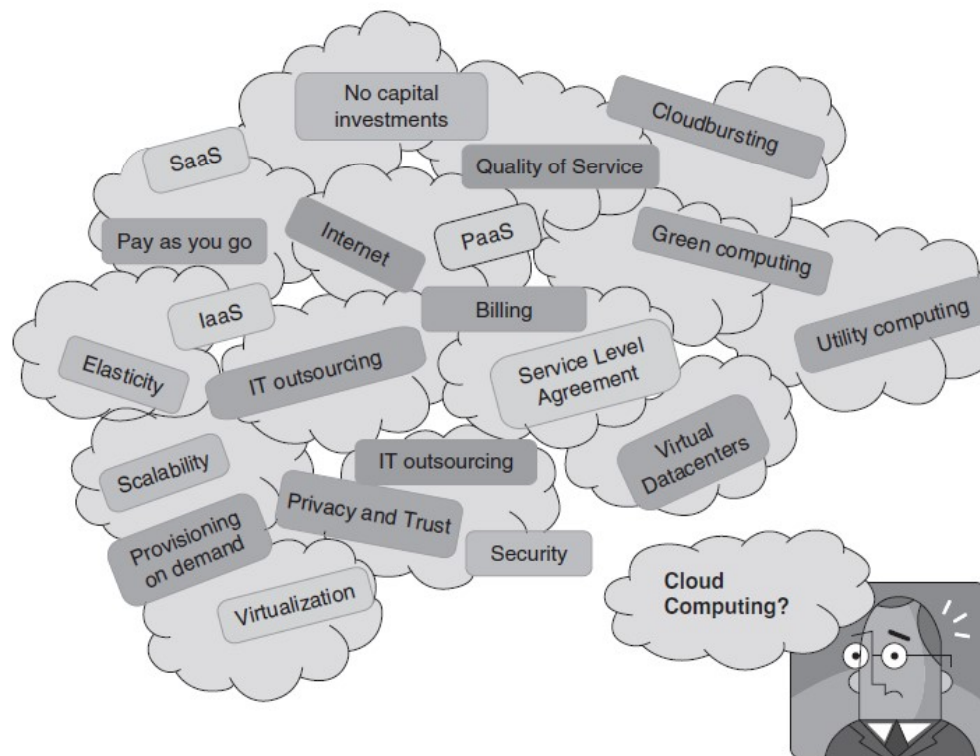 No capital
investments
Cloudbursting
SaaS
Quality of Service
Pay as you go
Internet
PaaS
Green computing
IaaS
Billing
Utility computing
Elasticity
IT outsourcing
Service Level
Agreement
Scalability
IT outsourcing
Virtual
Datacenters
Provisioning
on demand
Privacy and Trust
Security
Virtualization
Cloud
Computing?